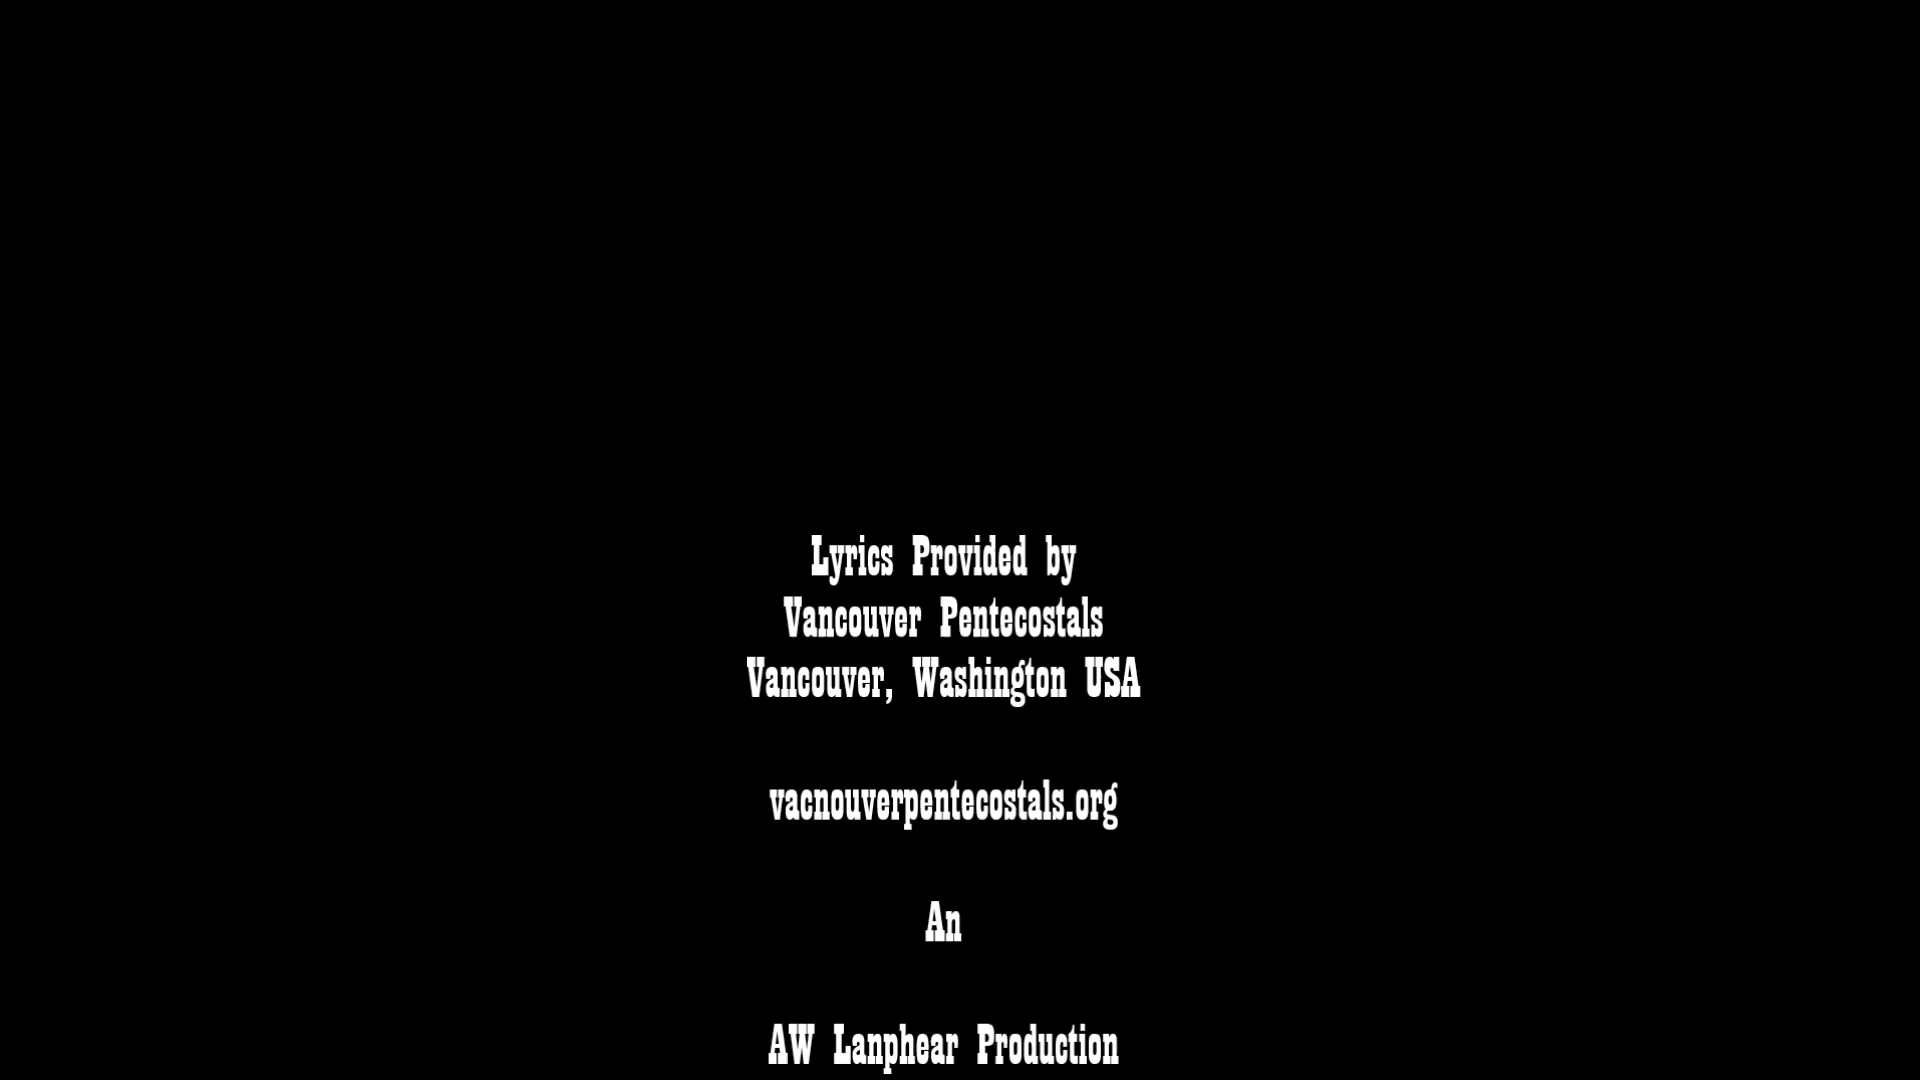 Lyrics Provided by
Vancouver Pentecostals
Vancouver, Washington USA
vacnouverpentecostals.org
An
AW Lanphear Production